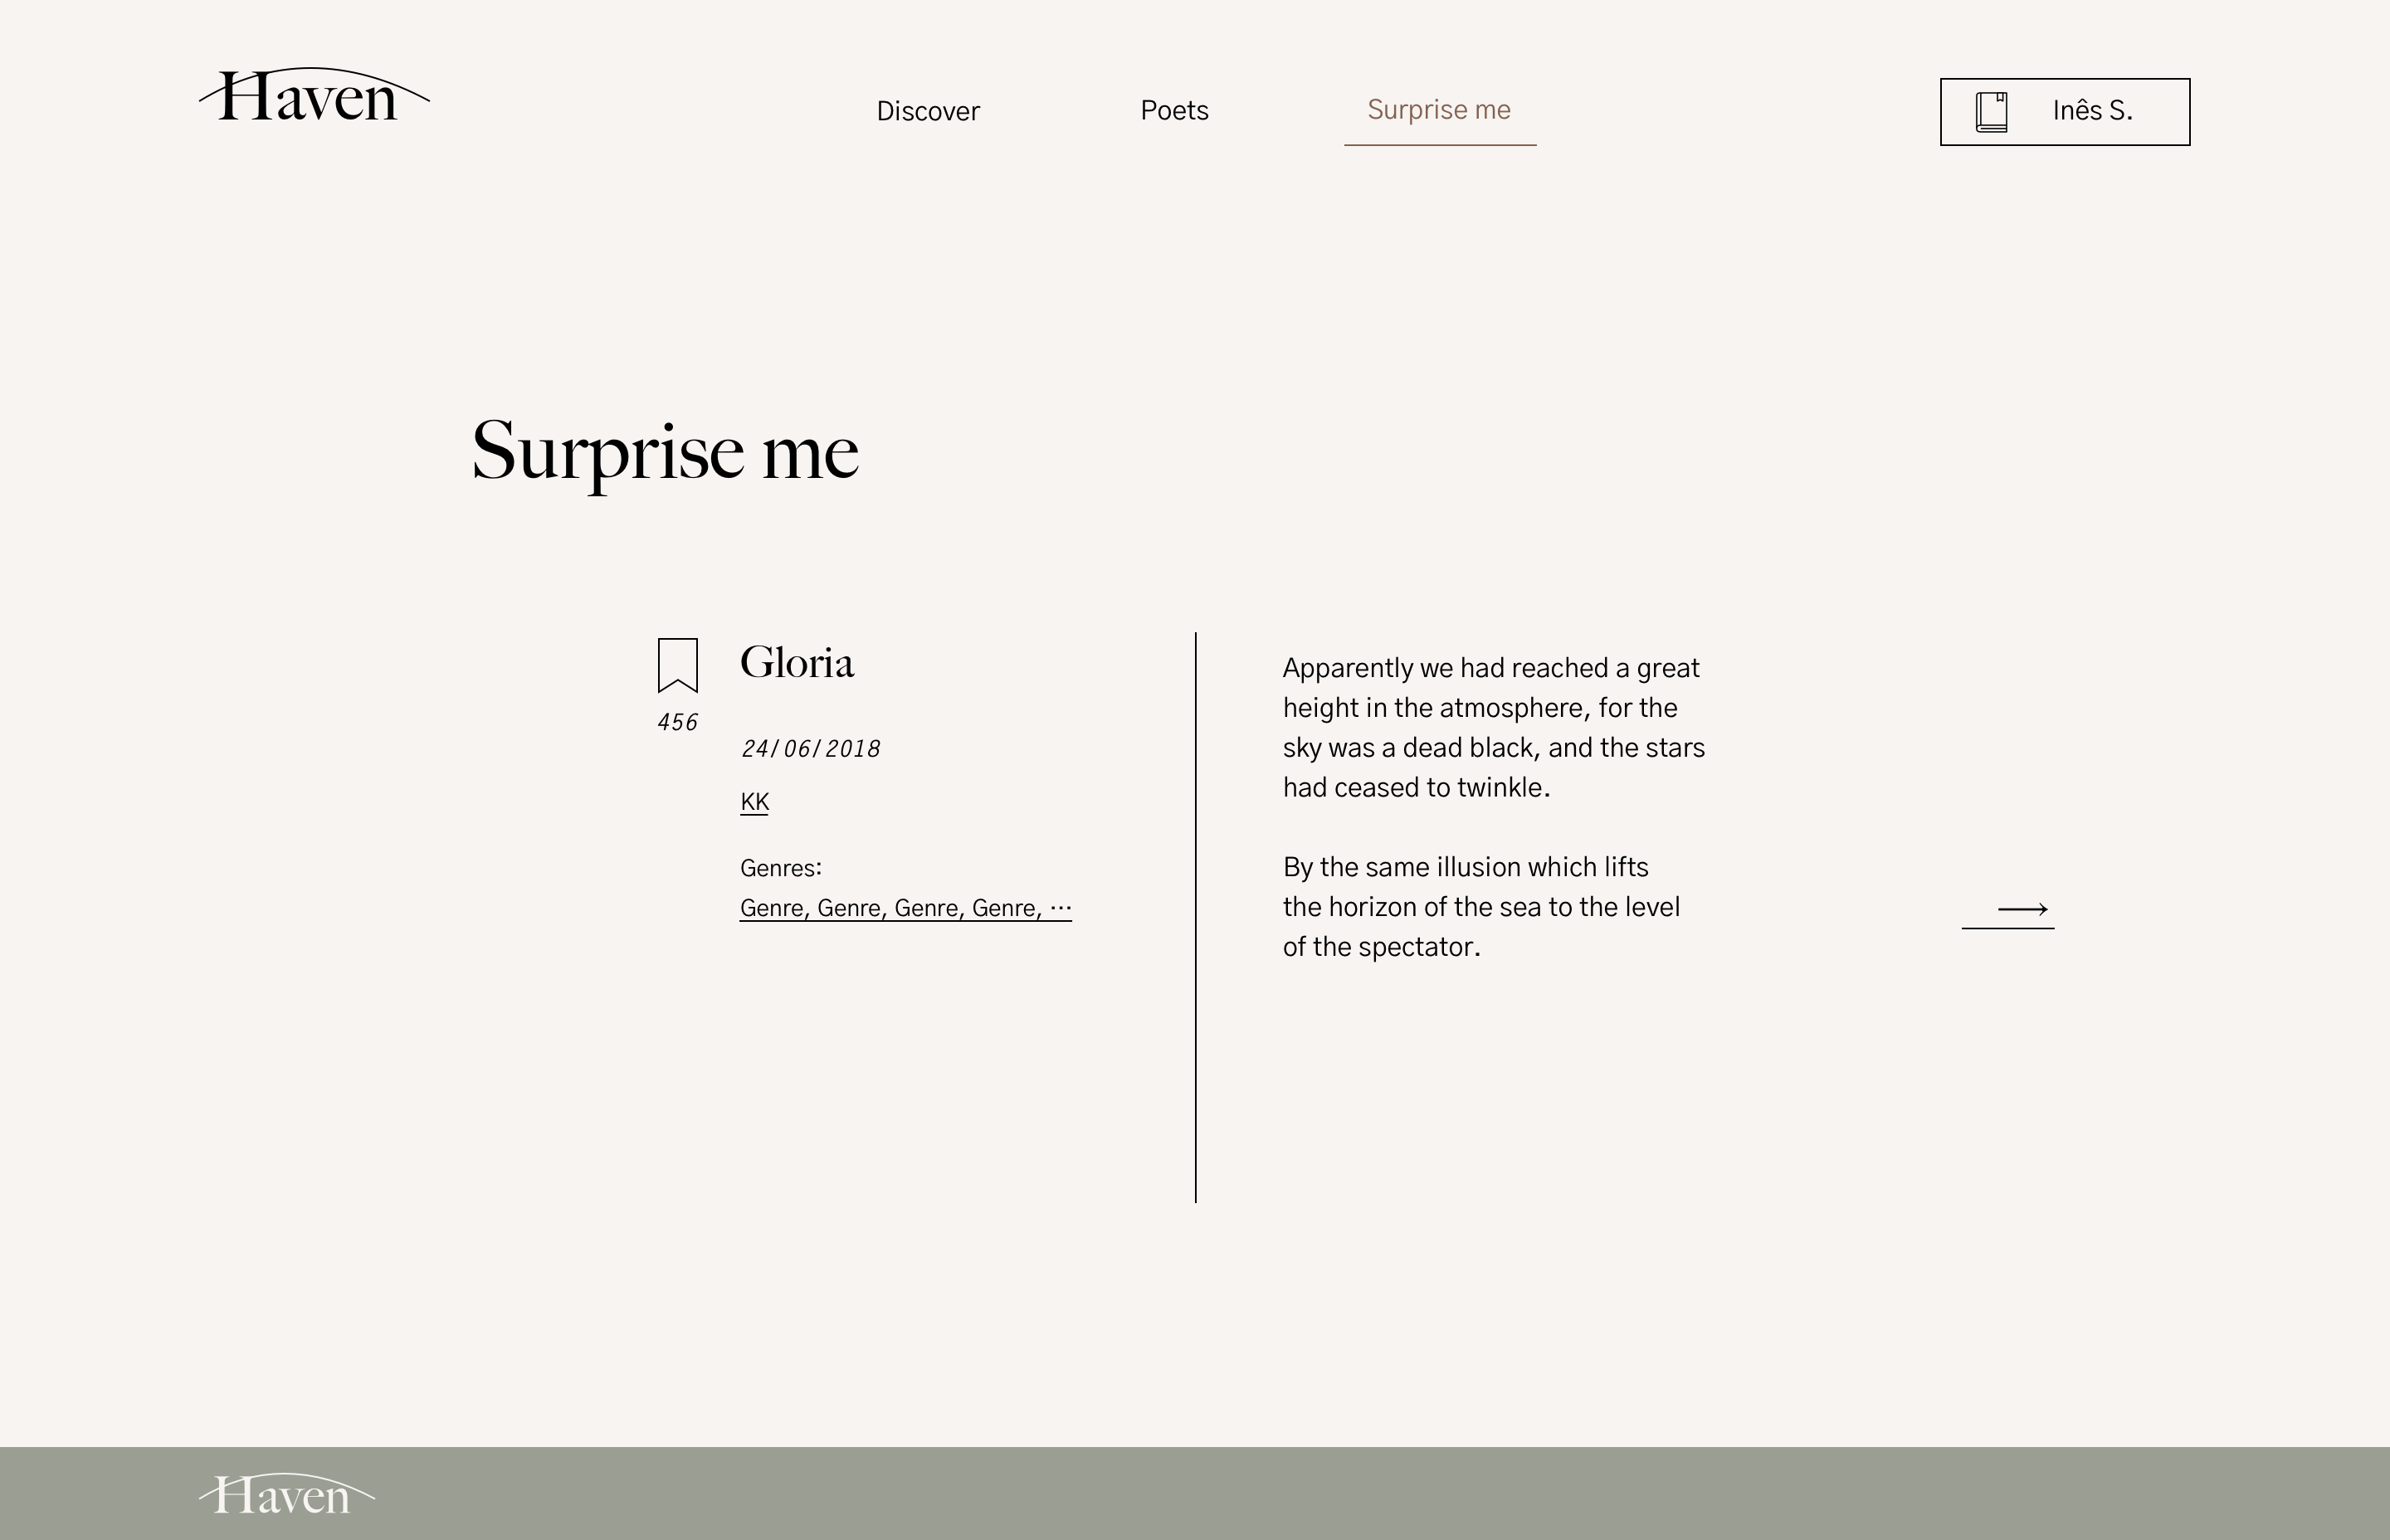 Haven
Discover
Poets
Surprise me
Inês S.
Surprise me
Gloria
456
24/06/2018
KK
Genres:
Genre, Genre, Genre, Genre, ⋯
Apparently we had reached a great
height in the atmosphere, for the
sky was a dead black, and the stars
had ceased to twinkle.
By the same illusion which lifts
the horizon of the sea to the level
of the spectator.
Haven